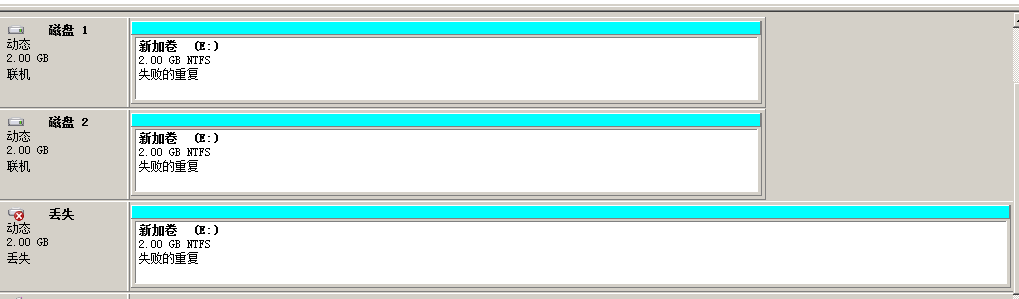 磁盘 1
动态
2.00 GB
联机
新加卷 (E:)
2.00 GB NTFS
失败的重复
磁盘 2
动态
2.00 GB
联机
新加卷 (E:)
2.00 GB NTFS
失败的重复
丢失
动态
2.00 GB
丢失
新加卷 (E:)
2.00 GB NTFS
失败的重复